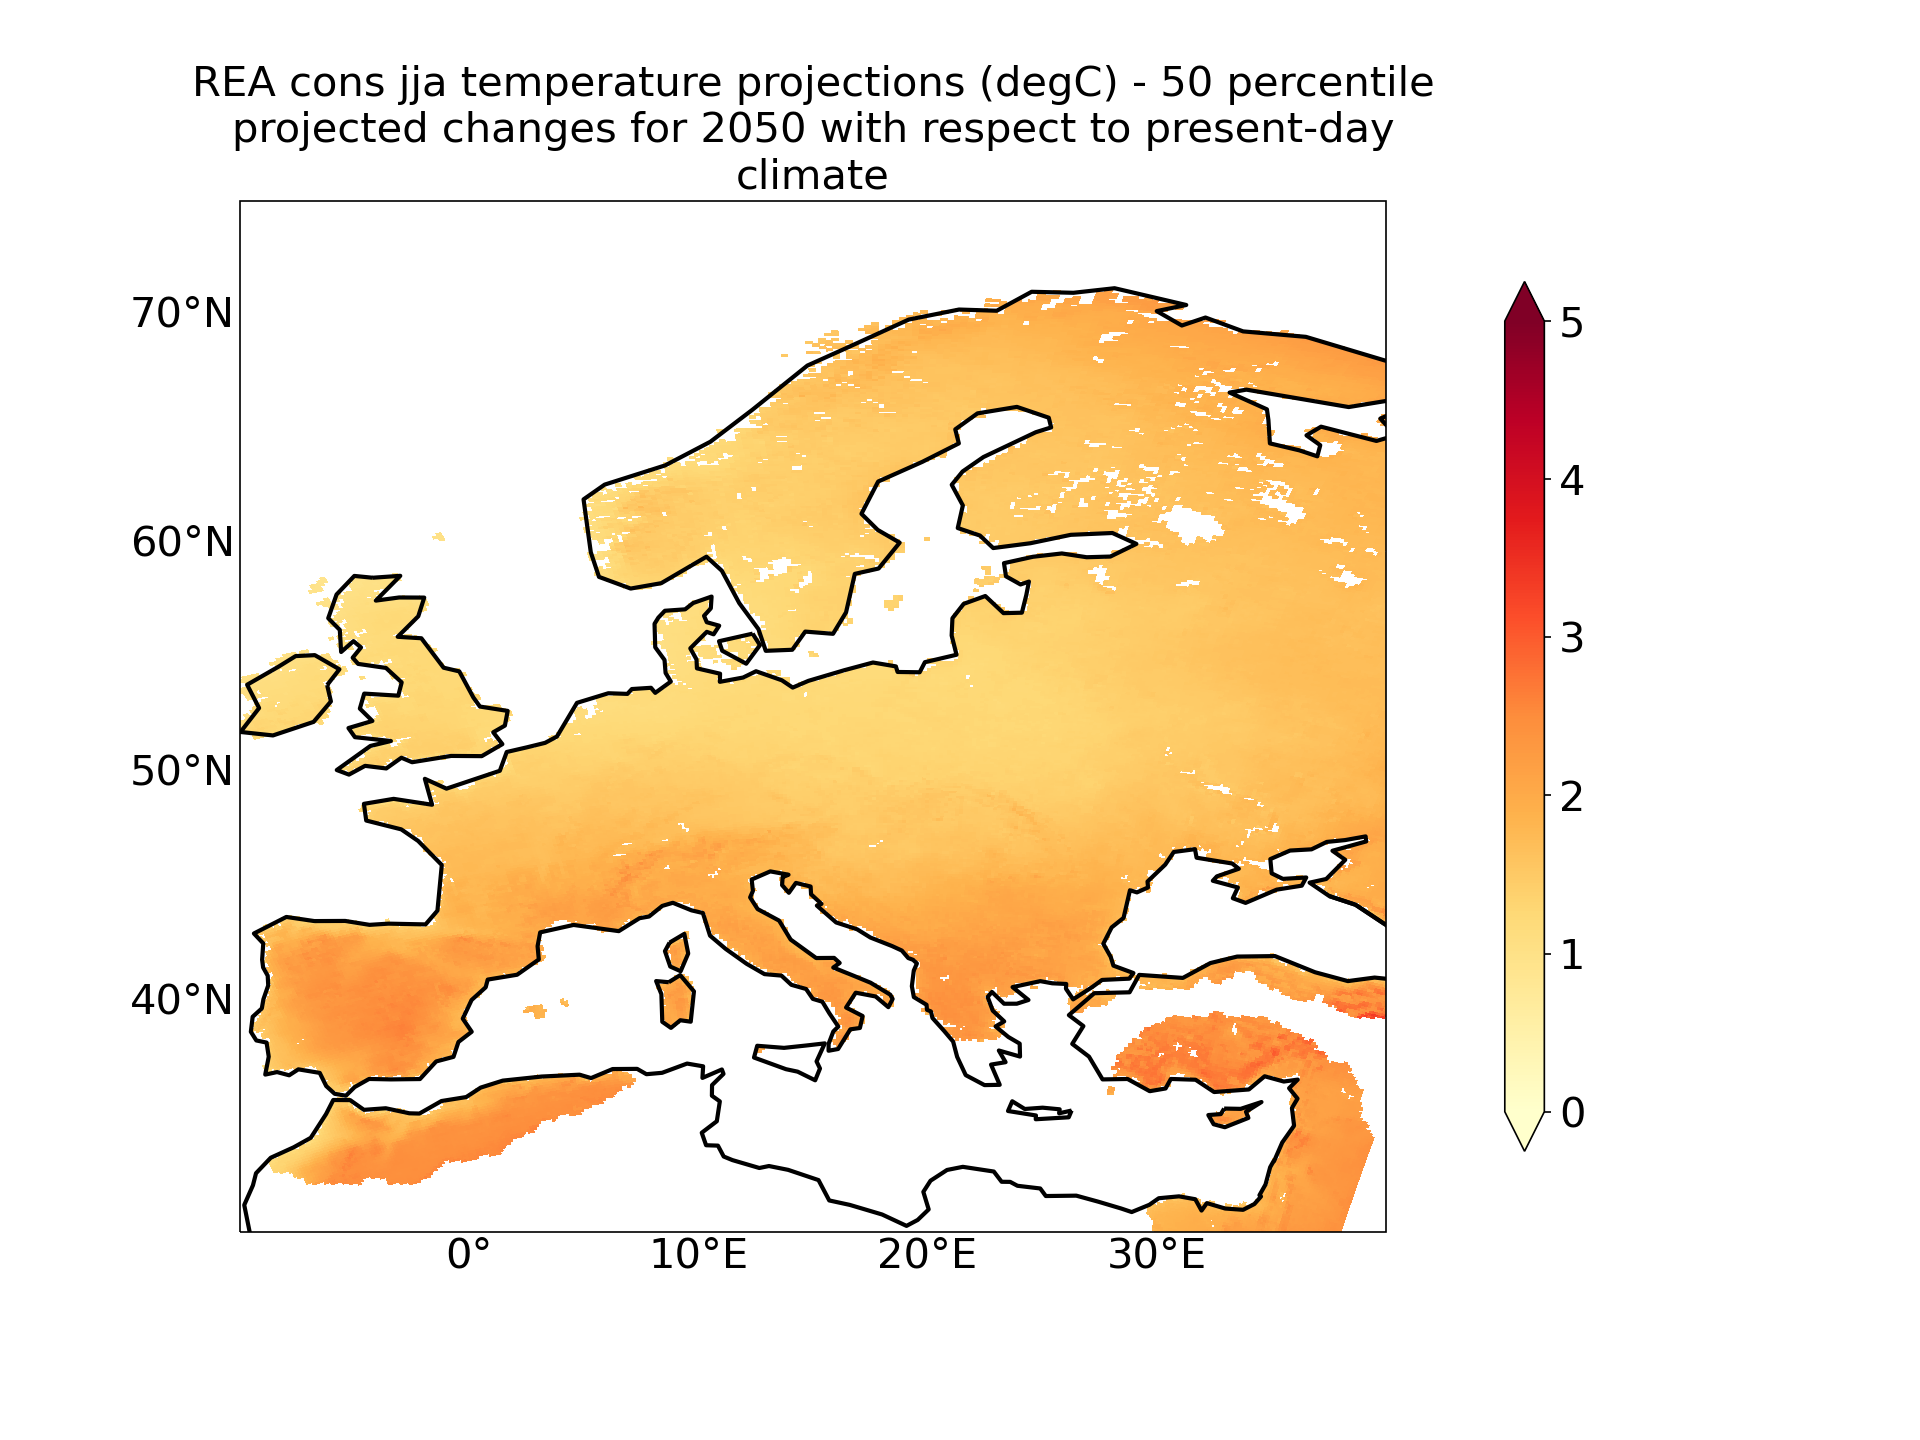 REA cons jja temperature projections (degC) - 50 percentile
projected changes for 2050 with respect to present-day
climate
70°N
60°N
50°N
40°N
0°
10°E
20°E
30°E
5
4
3
2
1
0